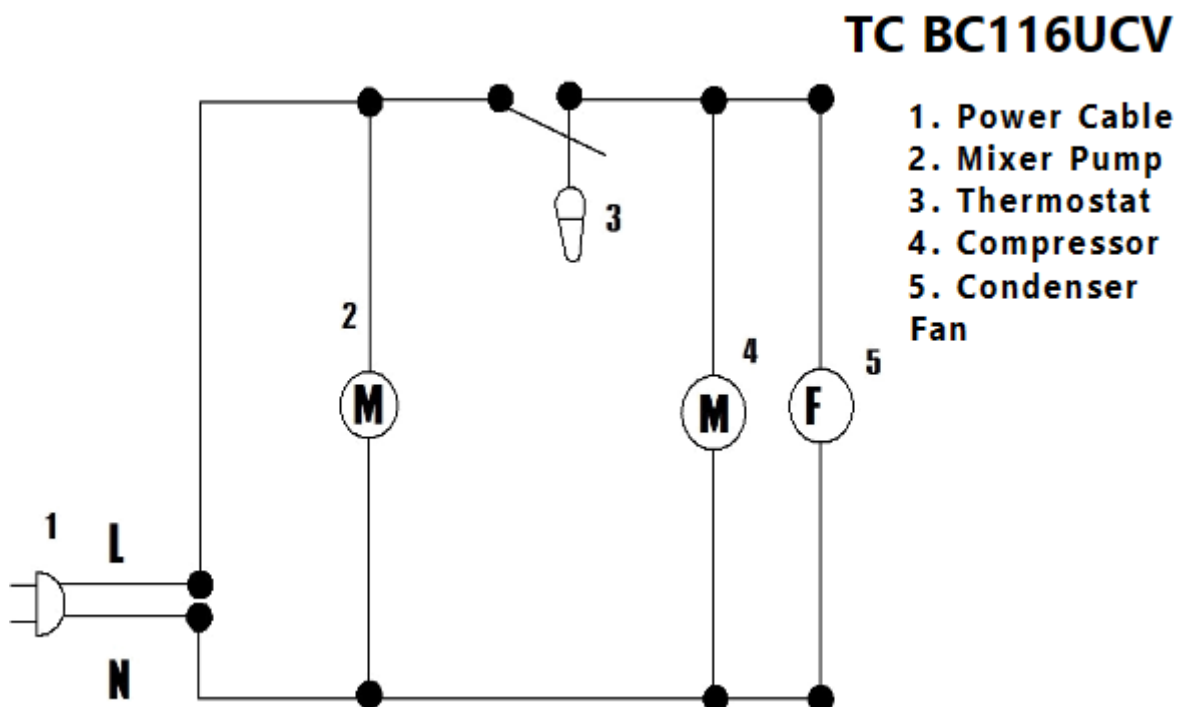 TC BC116UCV
1. Power Cable
2. Mixer Pump
3. Thermostat
4. Compressor
5. Condenser
Fan
3
2
4
5
M
M
F
1
L
N